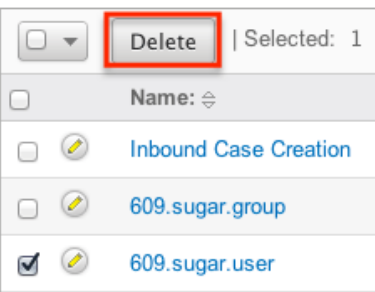 Delete | Selected: 1
Name:
Inbound Case Creation
609.sugar.group
609.sugar.user